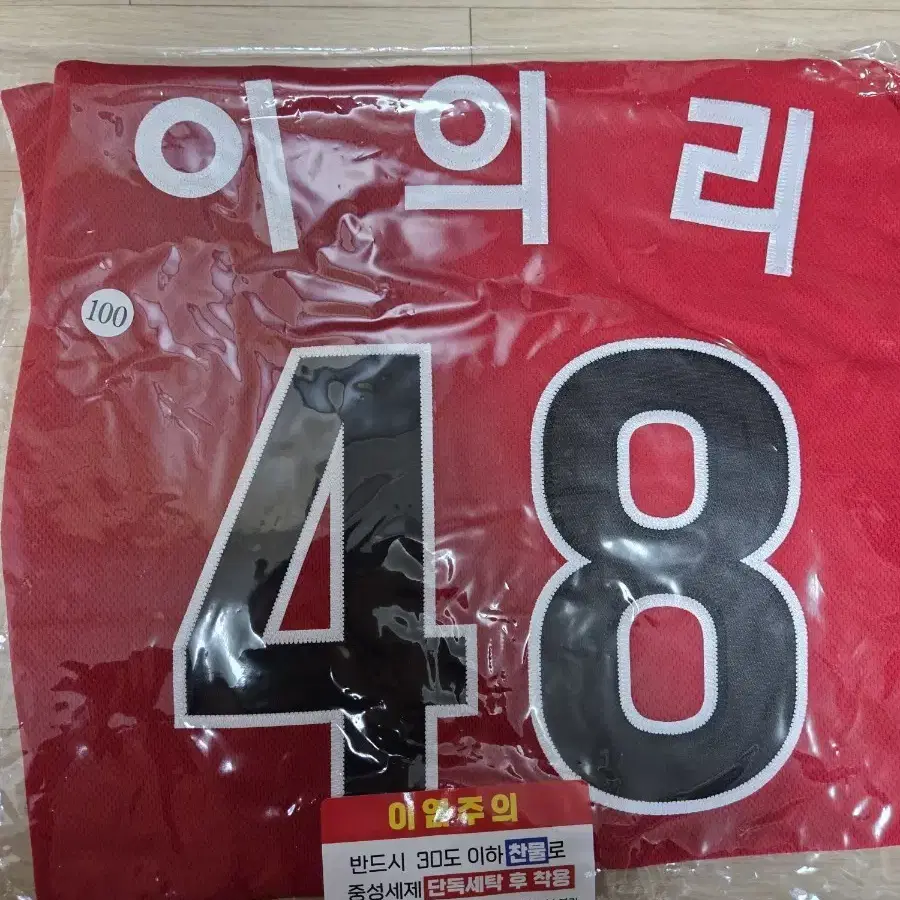 이의리
100
48
이염주의
반드시 30도 이하 찬물로
중성세제 단독세탁 후 착용